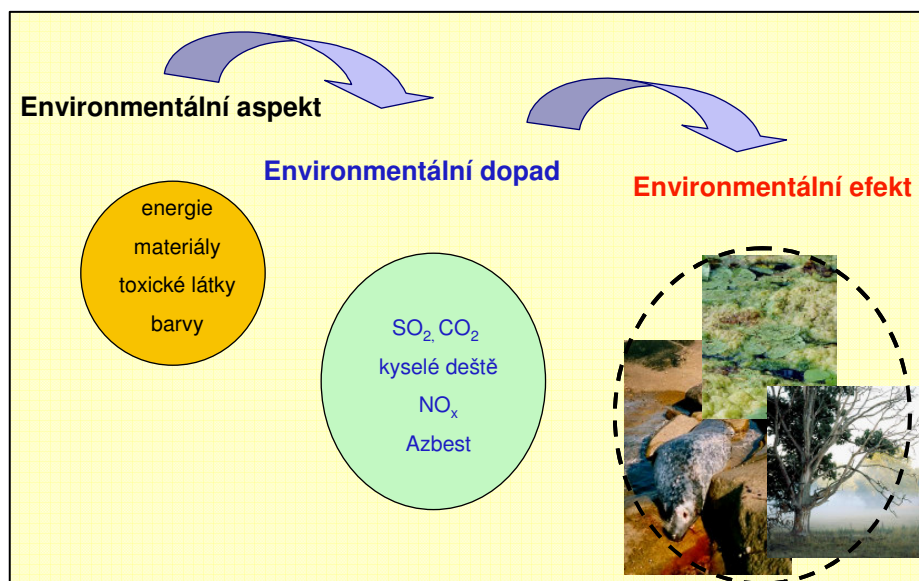 Environmentální aspekt
Environmentální dopad
Environmentální efekt
energie
materiály
toxické látky
barvy
SO₂, CO₂
kyselé deště
NOₓ
Azbest